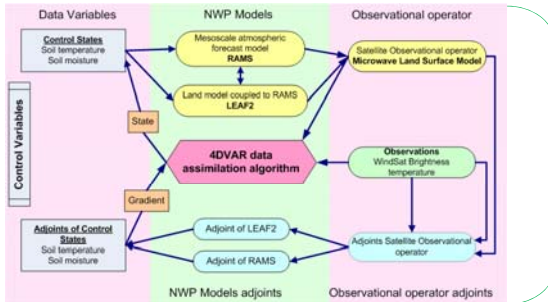 Data Variables
NWP Models
Observational operator
Control States
Soil temperature
Soil moisture
Mesoscale atmospheric
forecast model
RAMS
Satellite Observational operator
Microwave Land Surface Model
Land model coupled to RAMS
LEAF2
Control Variables
State
4DVAR data
assimilation algorithm
Observations
WindSat Brightness
temperature
Gradient
Adjoints of Control
States
Soil temperature
Soil moisture
Adjoint of LEAF2
Adjoint of RAMS
Adjoints Satellite Observational
operator
NWP Models adjoints
Observational operator adjoints